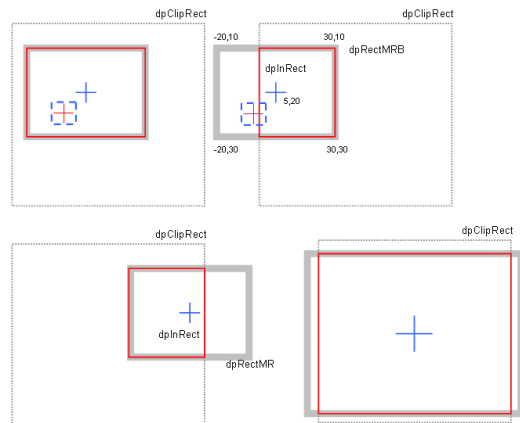 dpClipRect
dpClipRect
-20,10
30,10
dpRectMRB
dpInRect
5,20
-20,30
30,30
dpClipRect
dpClipRect
dpInRect
dpRectMR